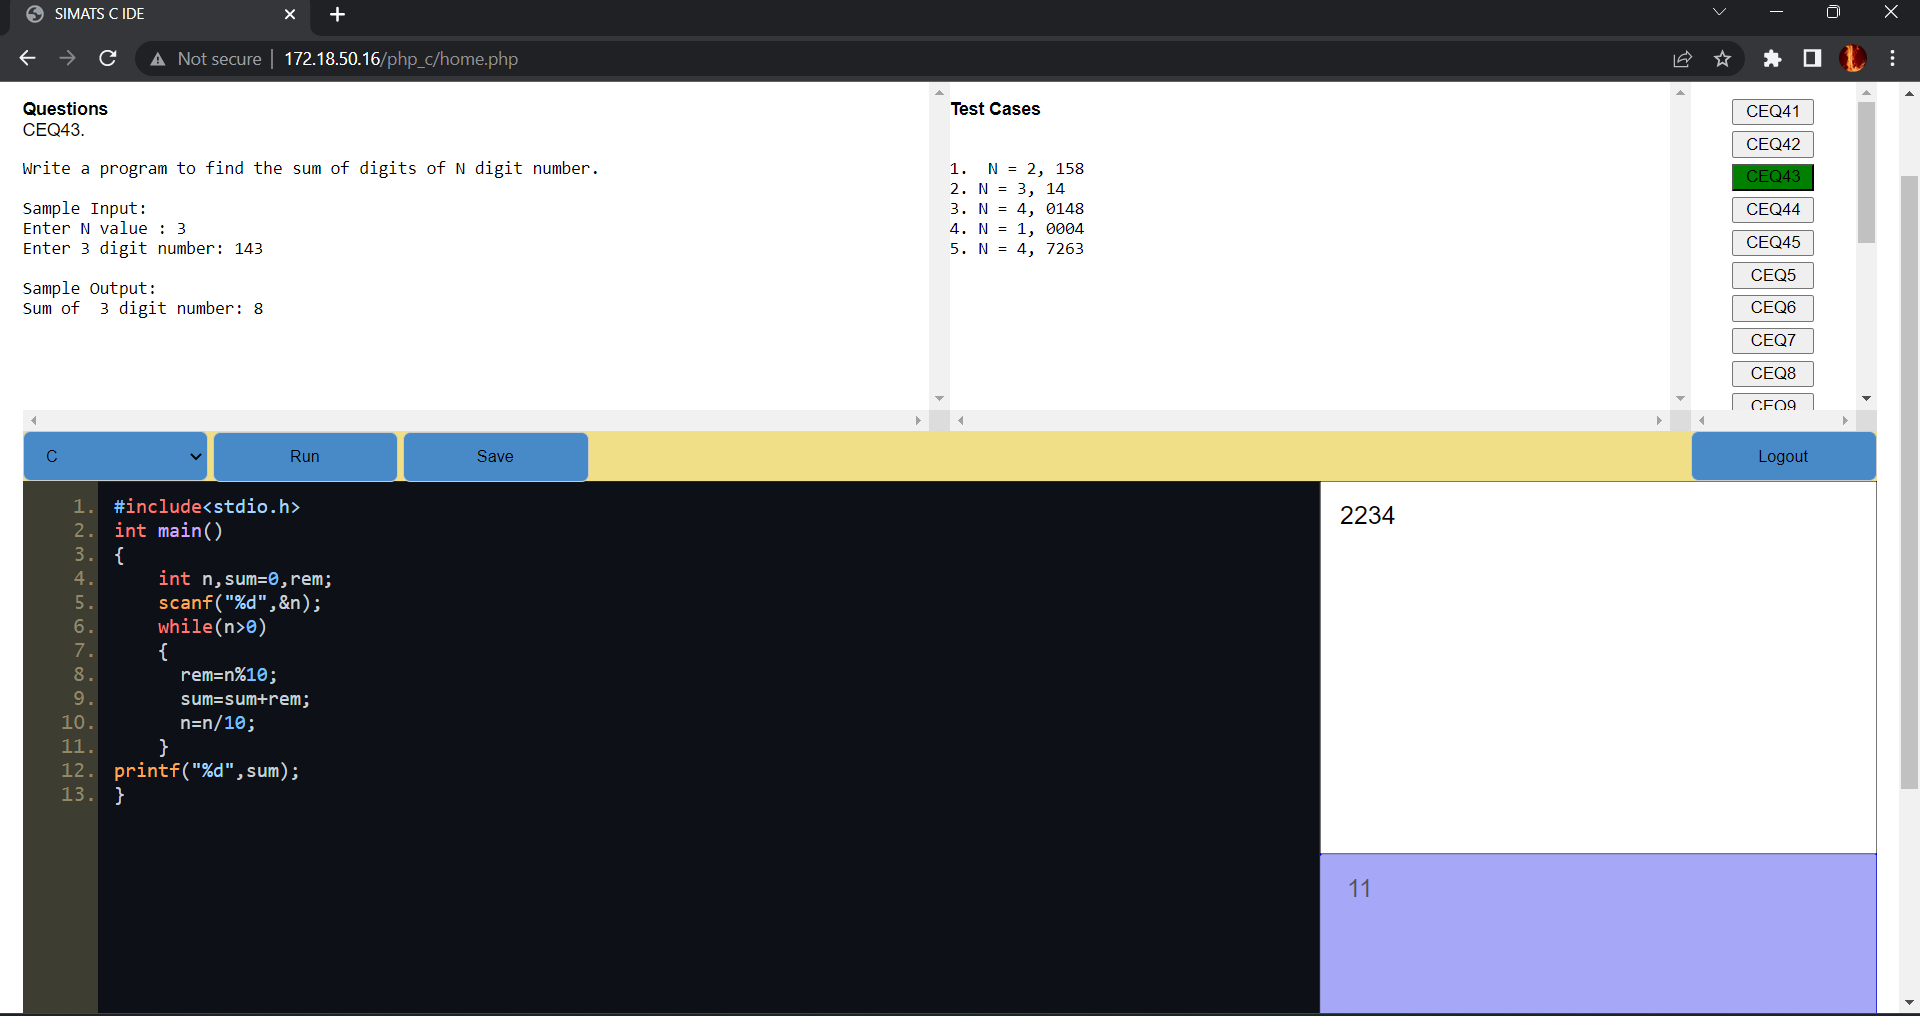 SIMATS C IDE
Not secure | 172.18.50.16/php_c/home.php
Questions
CEQ43.
Write a program to find the sum of digits of N digit number.
Sample Input:
Enter N value : 3
Enter 3 digit number: 143
Sample Output:
Sum of  3 digit number: 8
Test Cases
1.  N = 2, 158
2. N = 3, 14
3. N = 4, 0148
4. N = 1, 0004
5. N = 4, 7263
CEQ41
CEQ42
CEQ43
CEQ44
CEQ45
CEQ5
CEQ6
CEQ7
CEQ8
CEQ9
C
Run
Save
Logout
1. #include<stdio.h>
2. int main()
3. {
4.     int n,sum=0,rem;
5.     scanf("%d",&n);
6.     while(n>0)
7.     {
8.       rem=n%10;
9.       sum=sum+rem;
10.       n=n/10;
11.     }
12. printf("%d",sum);
13. }
2234
11